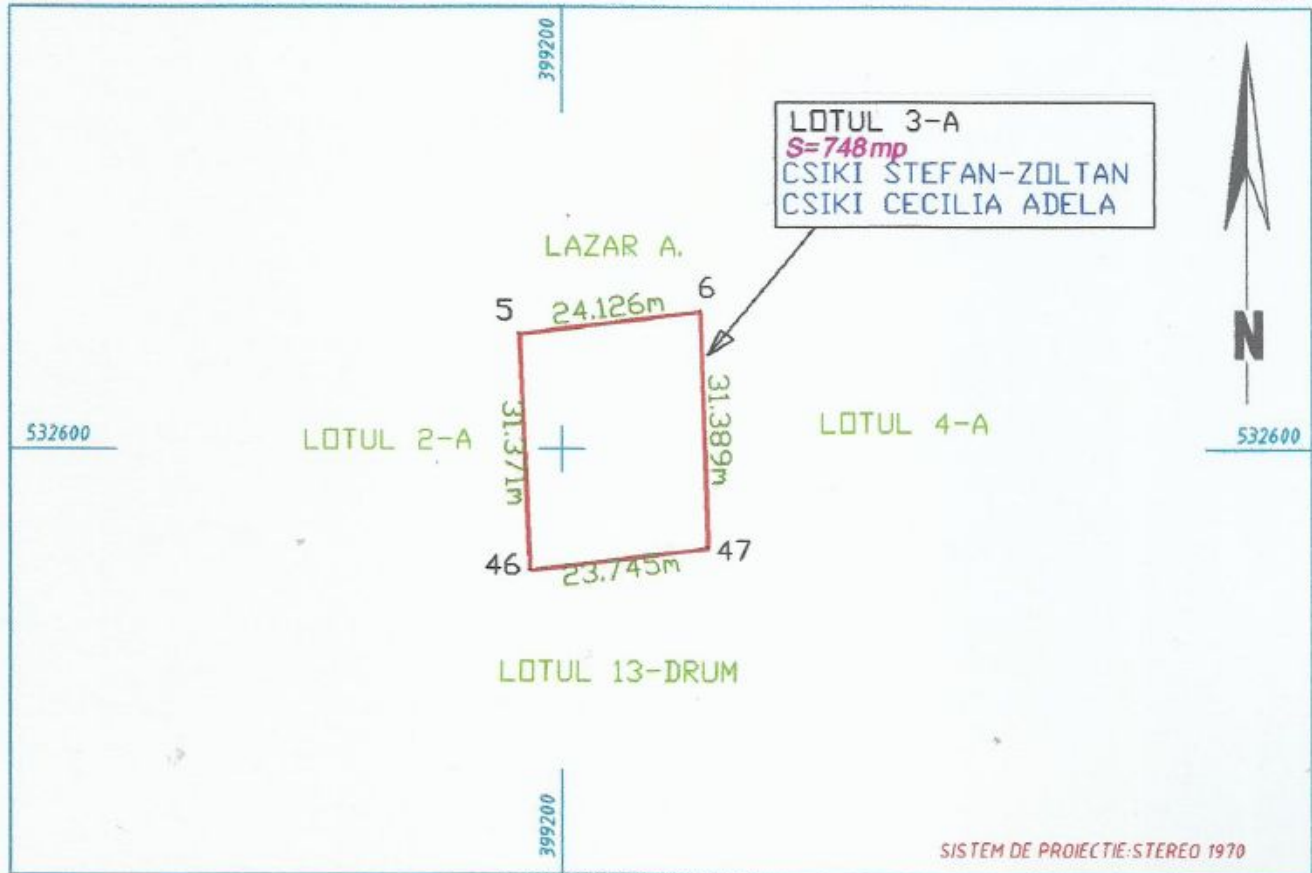 399200
LOTUL 3-A
S=748mp
CSIKI STEFAN-ZOLTAN
CSIKI CECILIA ADELA
LAZAR A.
5
24.126m
6
N
31.371m
31.389m
532600
LOTUL 2-A
LOTUL 4-A
532600
46
23.745m
47
LOTUL 13-DRUM
399200
SISTEM DE PROIECTIE:STEREO 1970